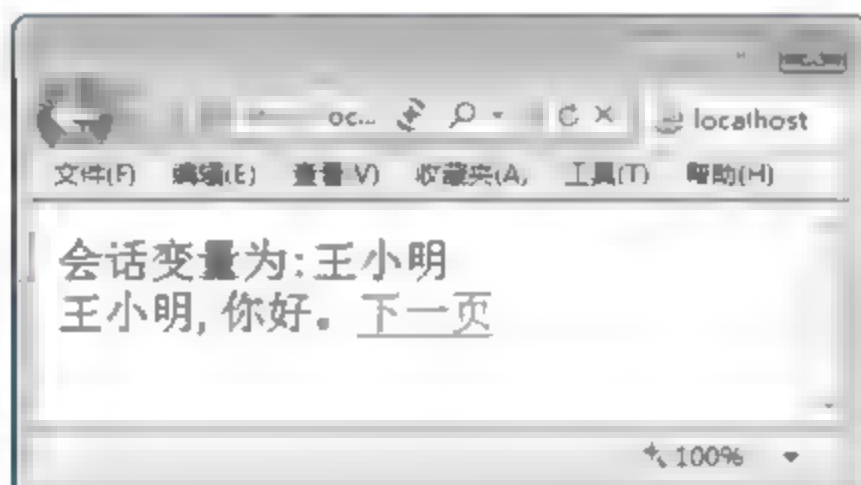 oc...
localhost
文件(F) 编辑(E) 查看(V) 收藏夹(A) 工具(T) 帮助(H)
会话变量为:王小明
王小明,你好。下一页
100%